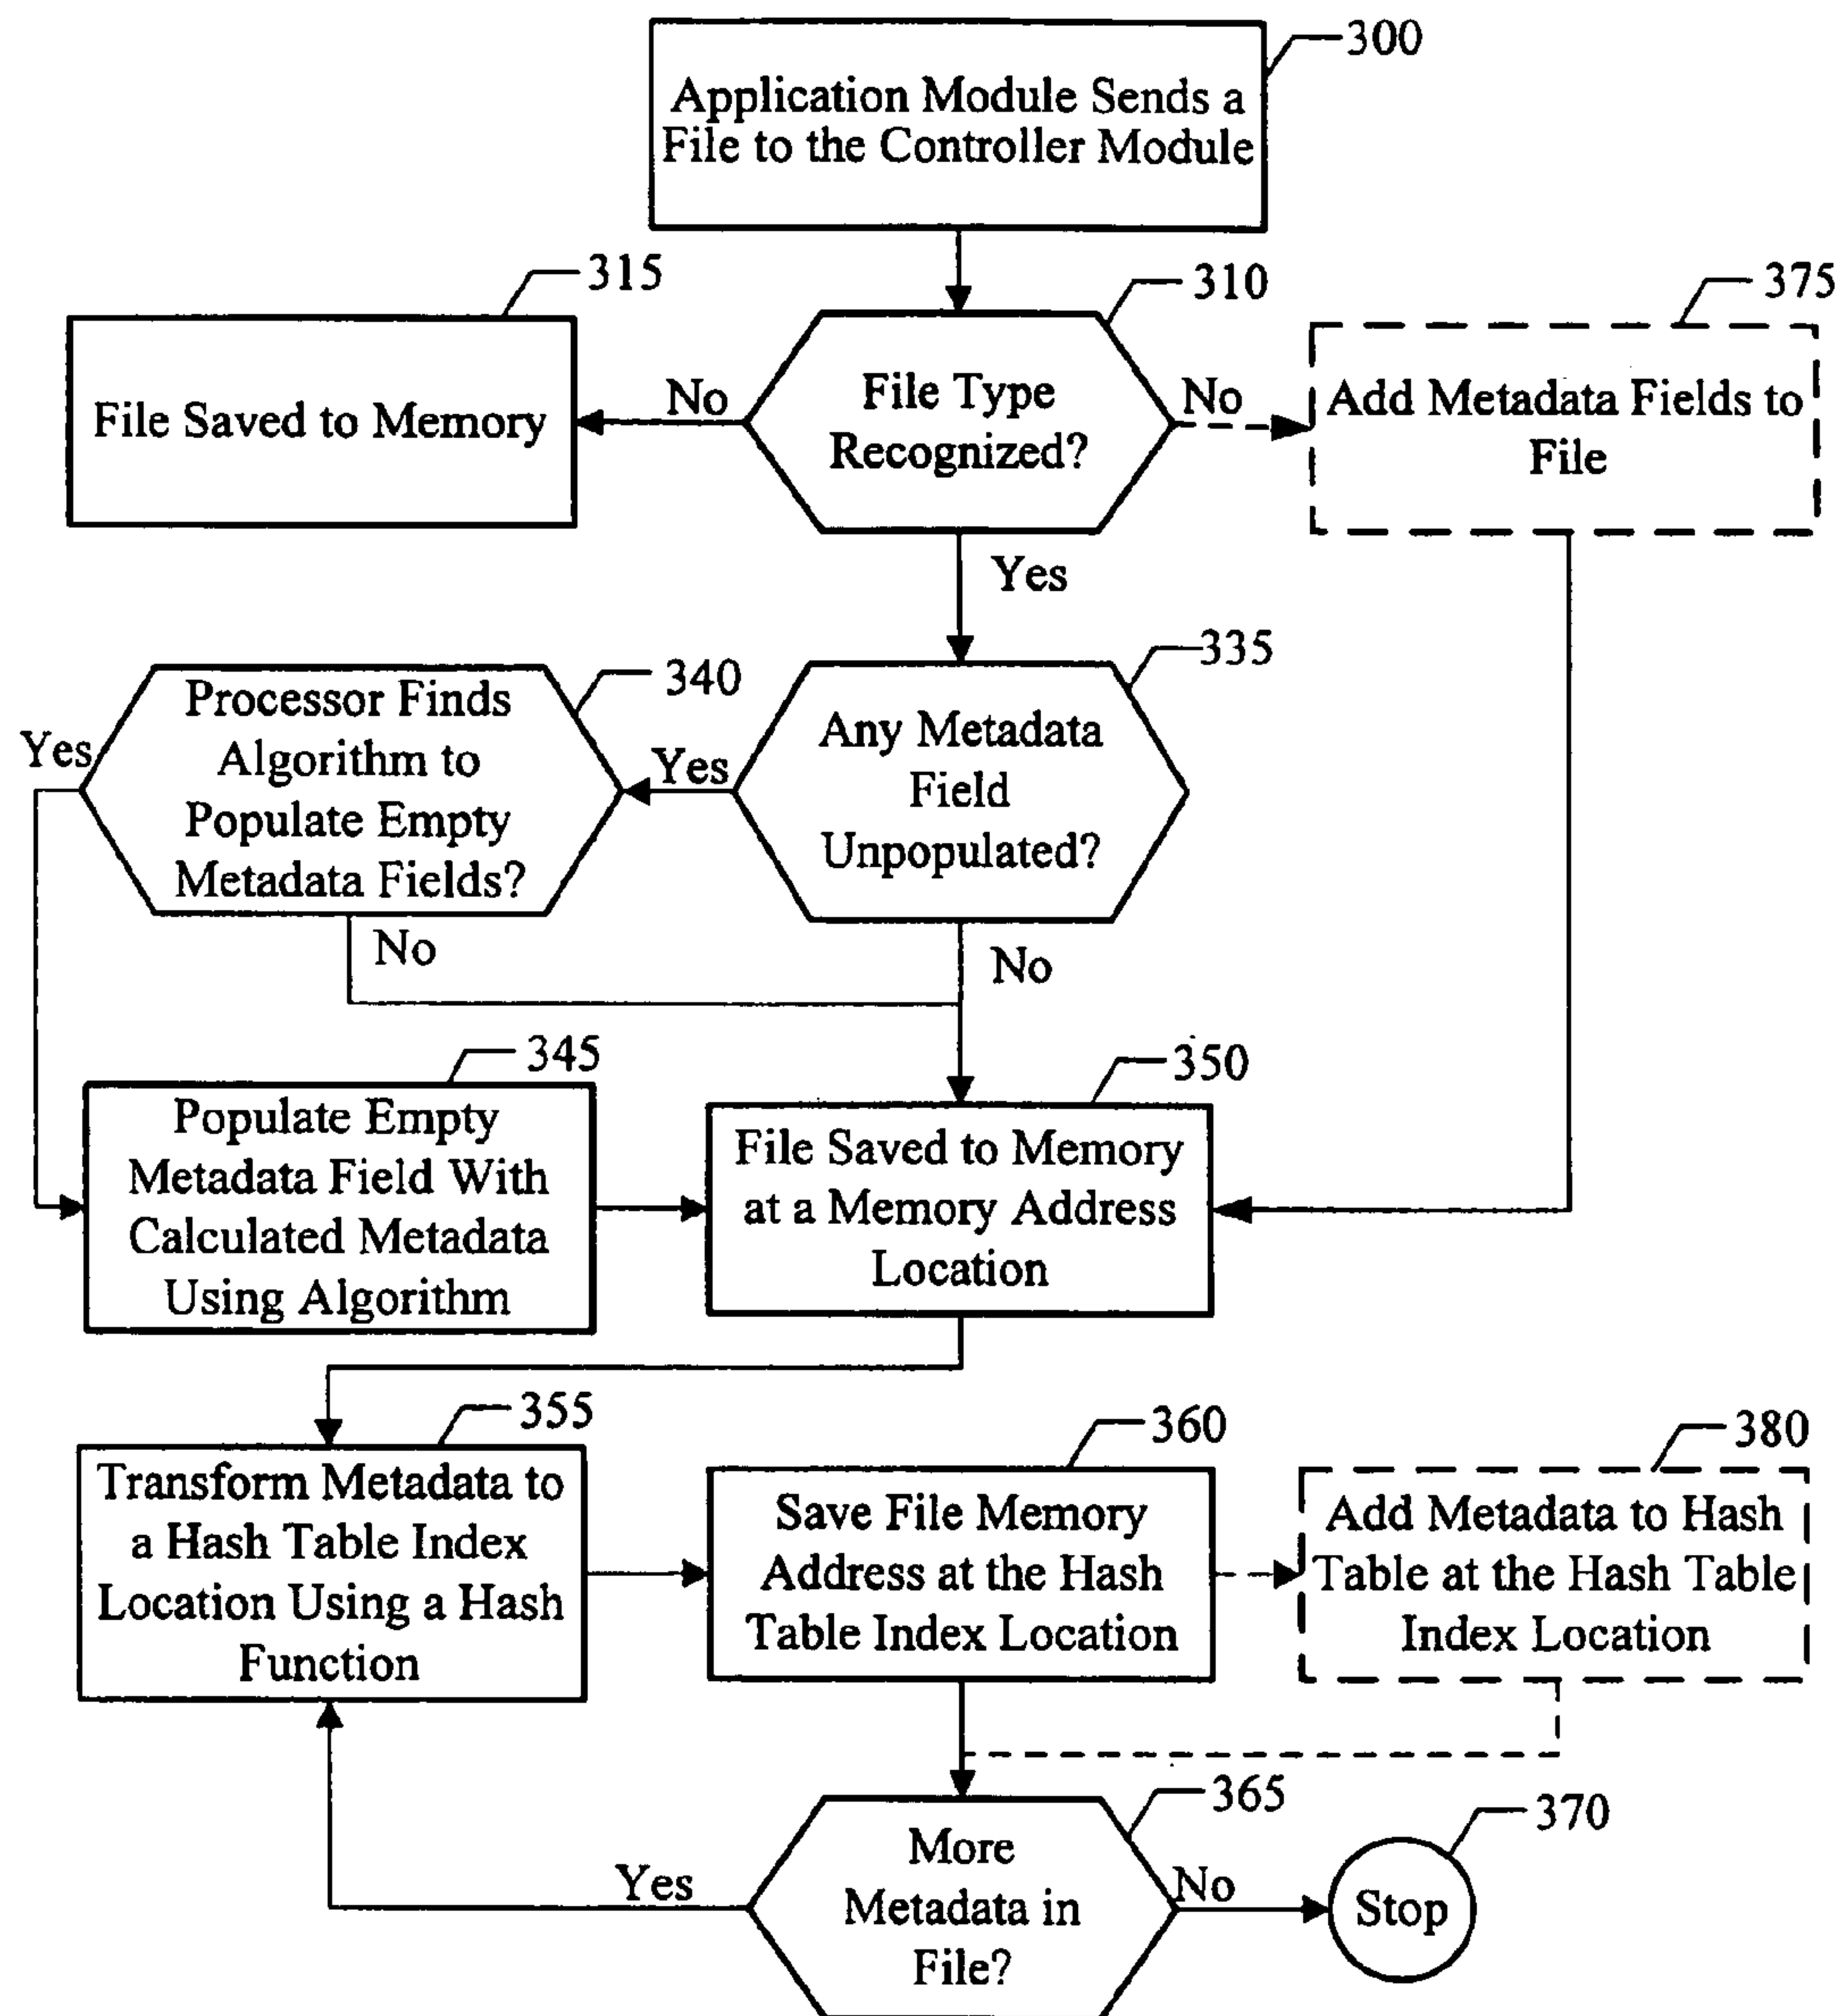 300
Application Module Sends a
File to the Controller Module
315
310
375
File Saved to Memory
No
File Type
Recognized?
No
Add Metadata Fields to
File
Yes
340
335
Yes
Processor Finds
Algorithm to
Populate Empty
Metadata Fields?
Yes
Any Metadata
Field
Unpopulated?
No
No
345
350
Populate Empty
Metadata Field With
Calculated Metadata
Using Algorithm
File Saved to Memory
at a Memory Address
Location
355
360
380
Transform Metadata to
a Hash Table Index
Location Using a Hash
Function
Save File Memory
Address at the Hash
Table Index Location
Add Metadata to Hash
Table at the Hash Table
Index Location
365
370
Yes
More
Metadata in
File?
No
Stop